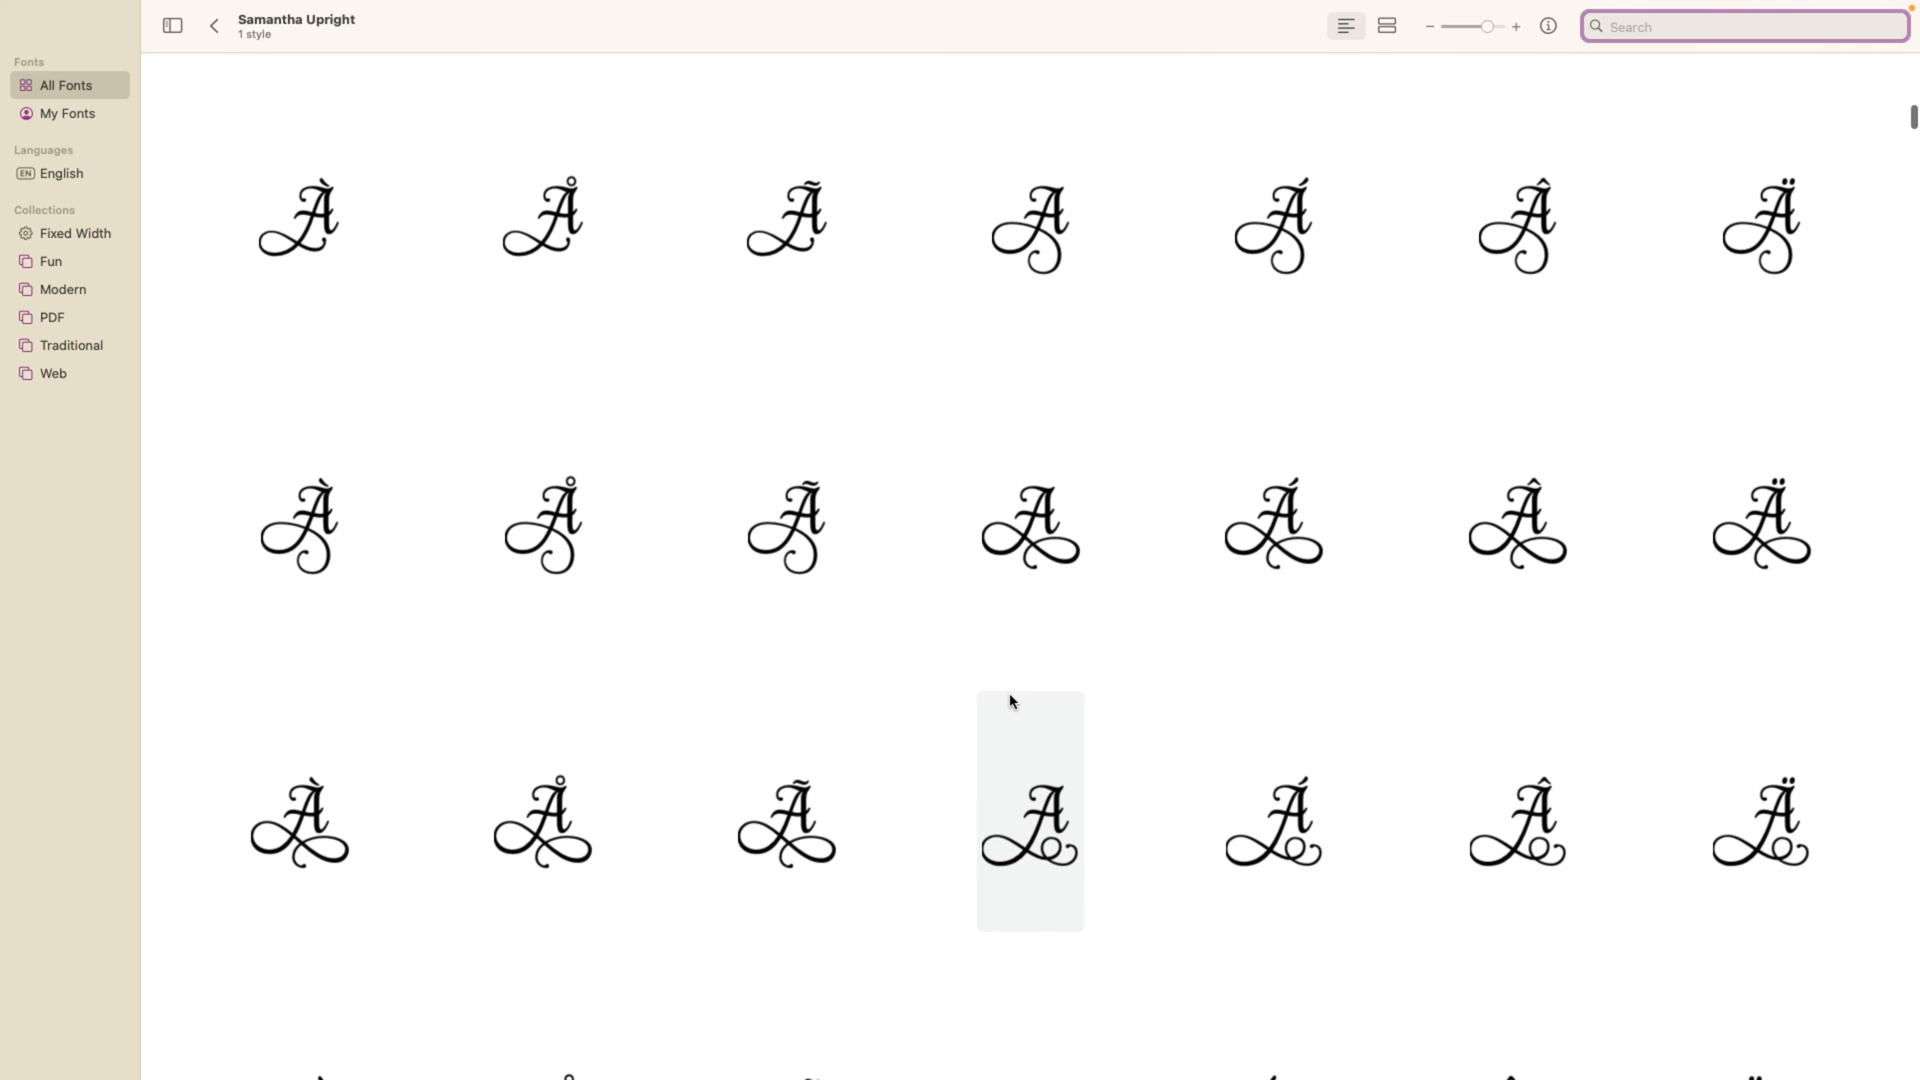 Samantha Upright
1 style
Search
Fonts
All Fonts
My Fonts
Languages
EN English
Collections
Fixed Width
Fun
Modern
PDF
Traditional
Web
À Å Ã A Á Â Ä
À Å Ã A Á Â Ä
À Å Ã A Á Â Ä